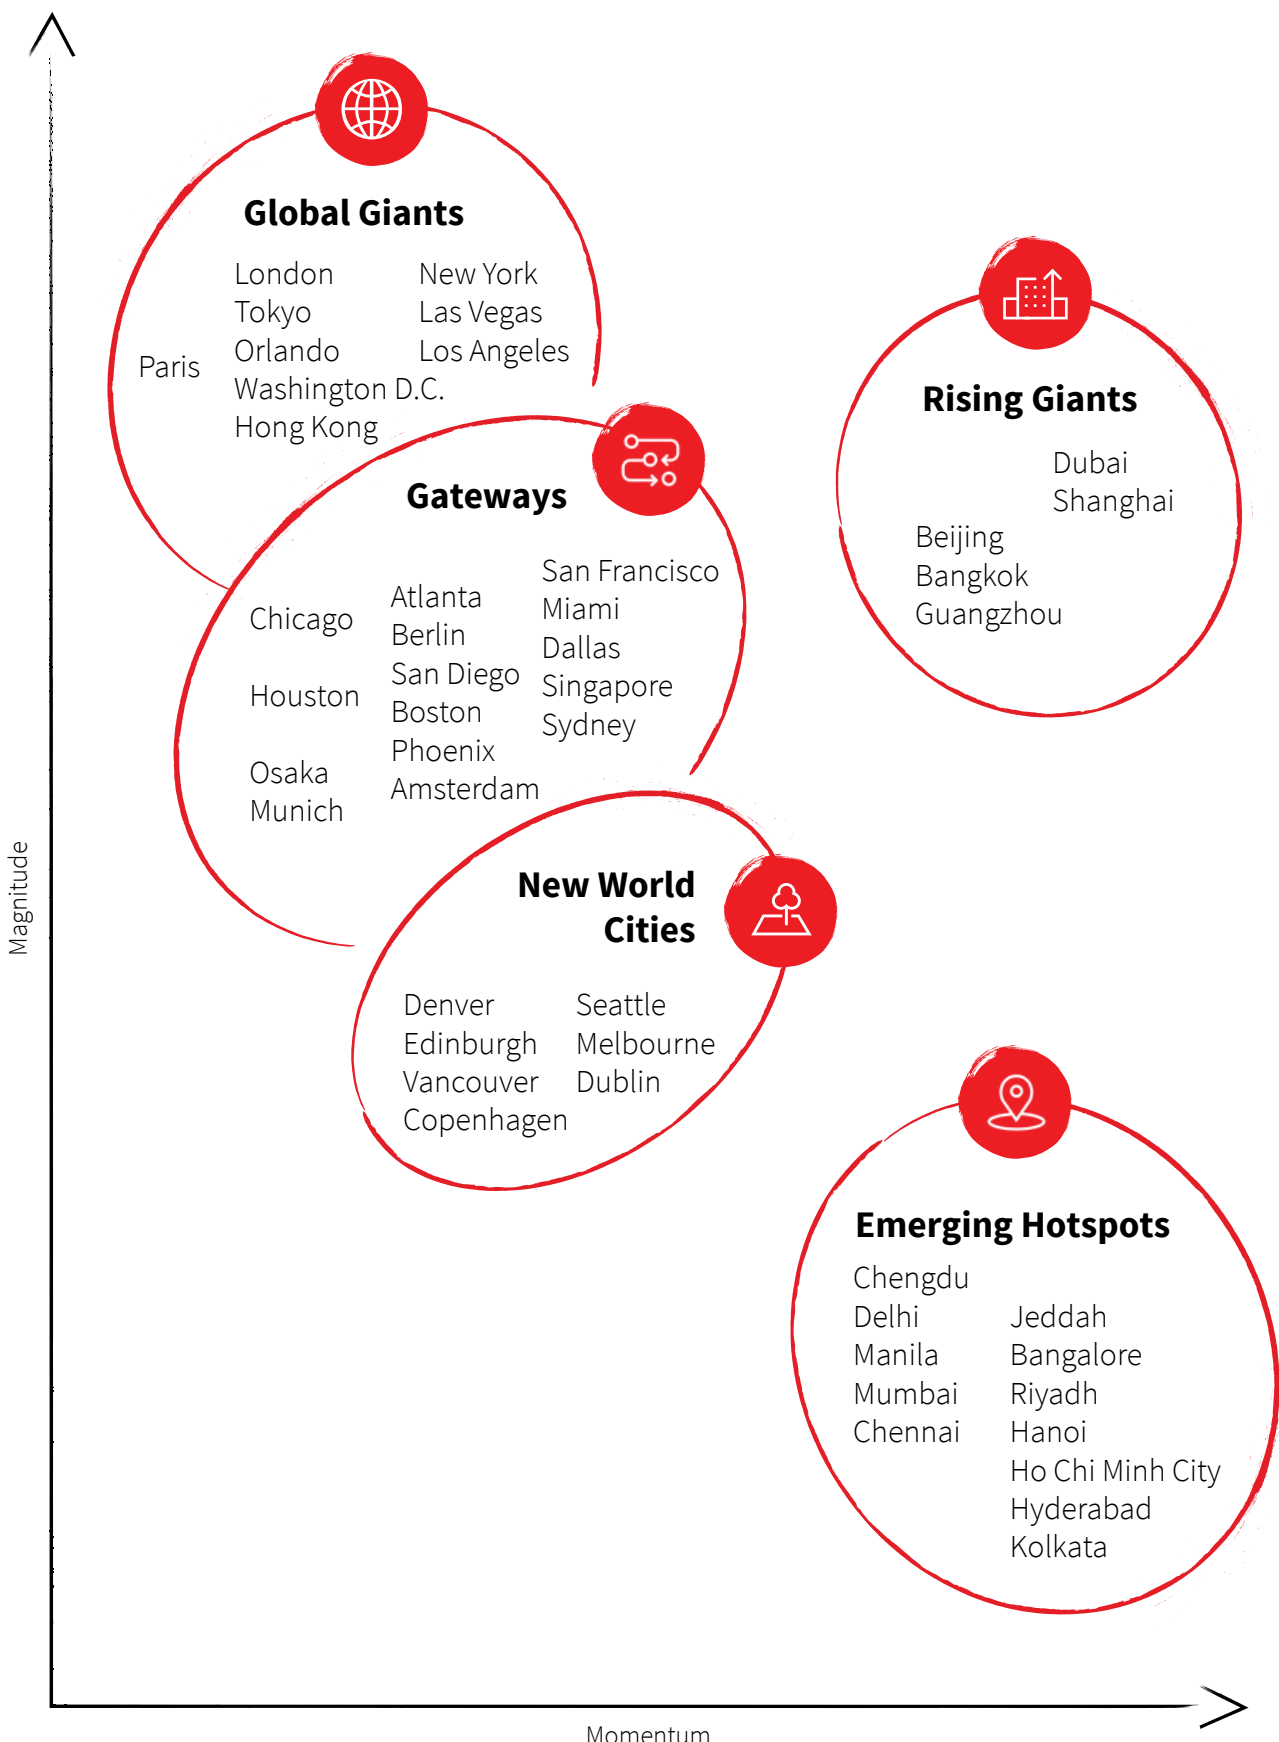 Global Giants
Paris
London
Tokyo
Orlando
Washington D.C.
Hong Kong
New York
Las Vegas
Los Angeles
Rising Giants
Dubai
Shanghai
Beijing
Bangkok
Guangzhou
Gateways
Chicago
Houston
Osaka
Munich
Atlanta
Berlin
San Diego
Boston
Phoenix
Amsterdam
San Francisco
Miami
Dallas
Singapore
Sydney
New World
Cities
Denver
Edinburgh
Vancouver
Copenhagen
Seattle
Melbourne
Dublin
Emerging Hotspots
Chengdu
Delhi
Manila
Mumbai
Chennai
Jeddah
Bangalore
Riyadh
Hanoi
Ho Chi Minh City
Hyderabad
Kolkata
Magnitude
Momentum